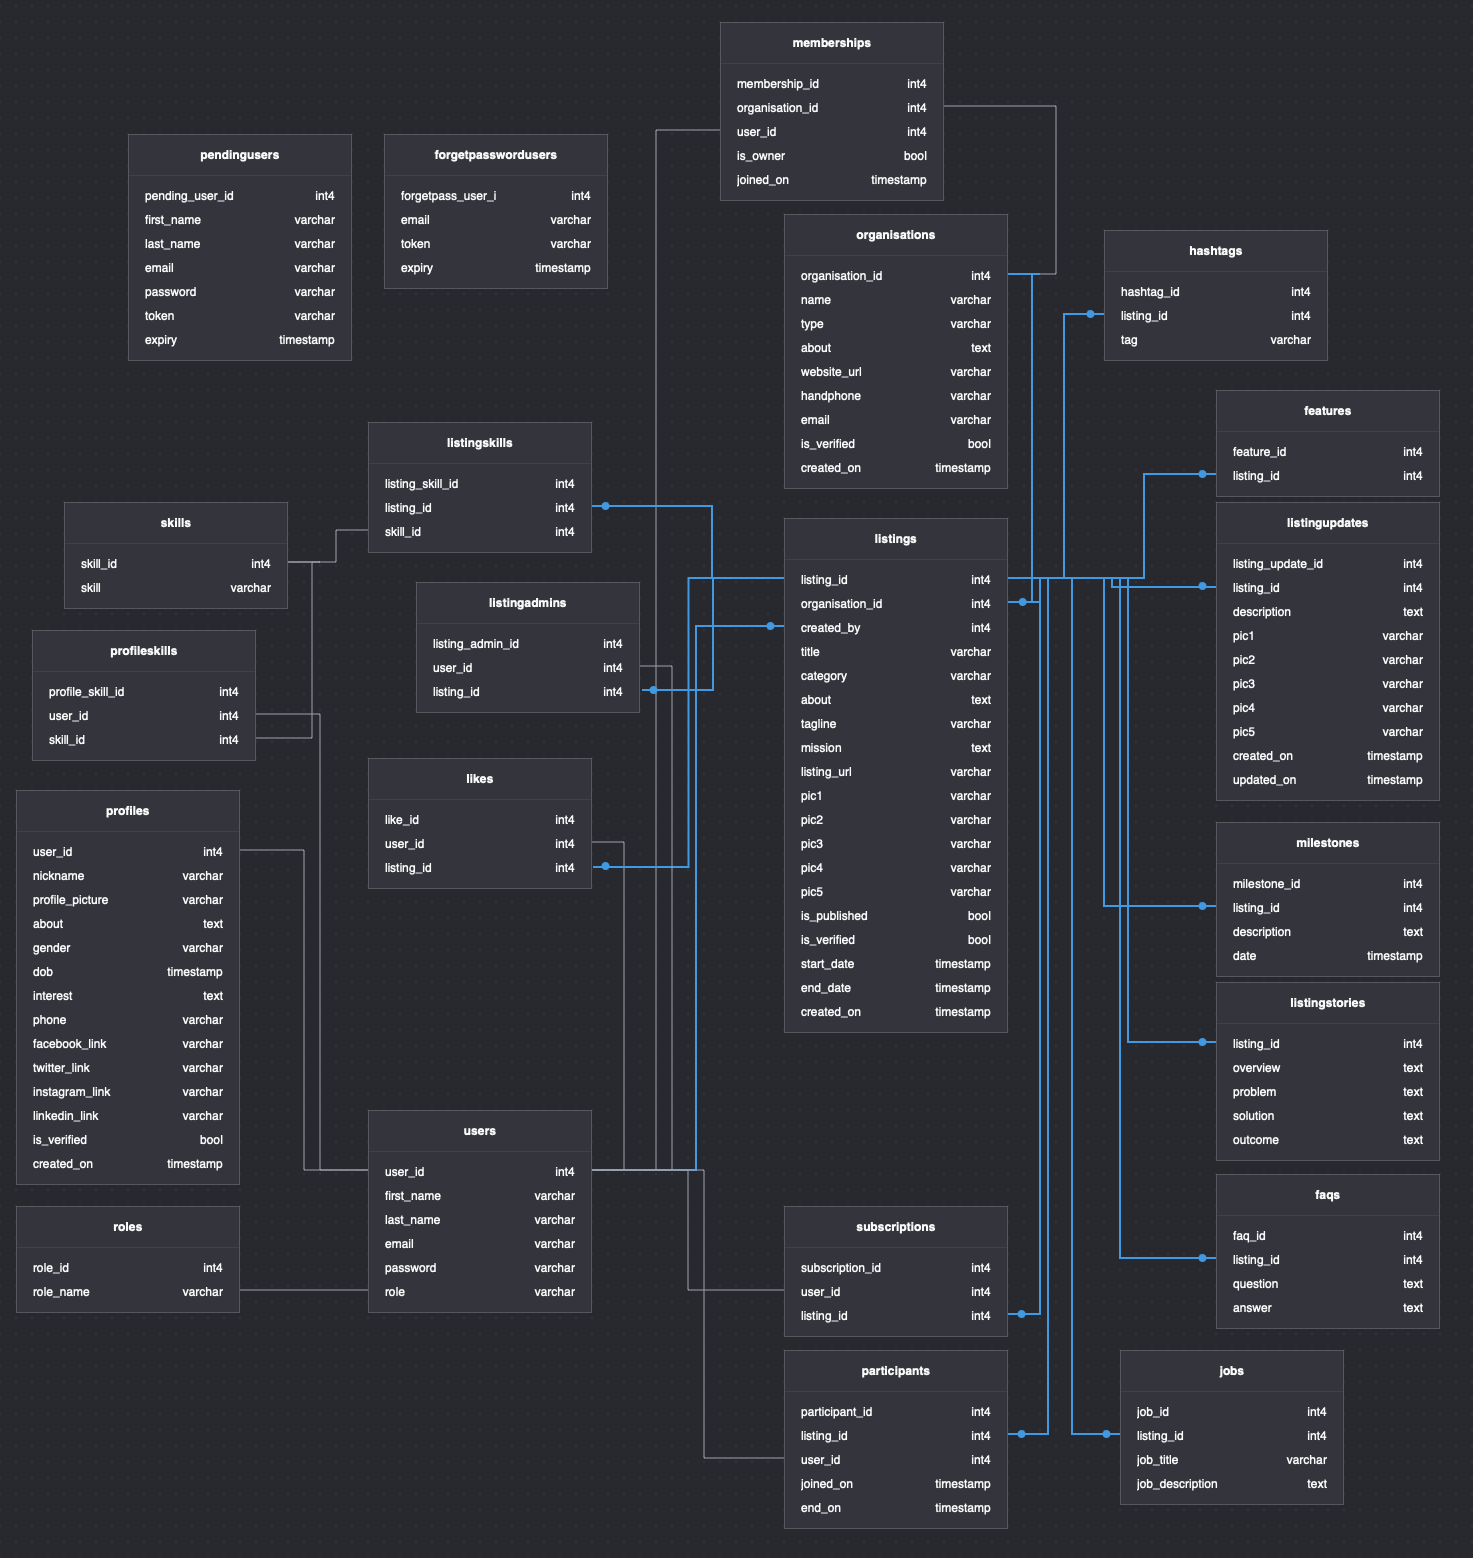 memberships
membership_id int4
organisation_id int4
user_id int4
is_owner bool
joined_on timestamp
pendingusers
pending_user_id int4
first_name varchar
last_name varchar
email varchar
password varchar
token varchar
expiry timestamp
forgetpasswordusers
forgetpass_user_i int4
email varchar
token varchar
expiry timestamp
organisations
organisation_id int4
name varchar
type varchar
about text
website_url varchar
handphone varchar
email varchar
is_verified bool
created_on timestamp
hashtags
hashtag_id int4
listing_id int4
tag varchar
features
feature_id int4
listing_id int4
listingskills
listing_skill_id int4
listing_id int4
skill_id int4
skills
skill_id int4
skill varchar
listings
listing_id int4
organisation_id int4
created_by int4
title varchar
category varchar
about text
tagline varchar
mission text
listing_url varchar
pic1 varchar
pic2 varchar
pic3 varchar
pic4 varchar
pic5 varchar
is_published bool
is_verified bool
start_date timestamp
end_date timestamp
created_on timestamp
listingupdates
listing_update_id int4
listing_id int4
description text
pic1 varchar
pic2 varchar
pic3 varchar
pic4 varchar
pic5 varchar
created_on timestamp
updated_on timestamp
listingadmins
listing_admin_id int4
user_id int4
listing_id int4
profileskills
profile_skill_id int4
user_id int4
skill_id int4
likes
like_id int4
user_id int4
listing_id int4
profiles
user_id int4
nickname varchar
profile_picture varchar
about text
gender varchar
dob timestamp
interest text
phone varchar
facebook_link varchar
twitter_link varchar
instagram_link varchar
linkedin_link varchar
is_verified bool
created_on timestamp
milestones
milestone_id int4
listing_id int4
description text
date timestamp
listingstories
listing_id int4
overview text
problem text
solution text
outcome text
users
user_id int4
first_name varchar
last_name varchar
email varchar
password varchar
role varchar
roles
role_id int4
role_name varchar
subscriptions
subscription_id int4
user_id int4
listing_id int4
faqs
faq_id int4
listing_id int4
question text
answer text
participants
participant_id int4
listing_id int4
user_id int4
joined_on timestamp
end_on timestamp
jobs
job_id int4
listing_id int4
job_title varchar
job_description text